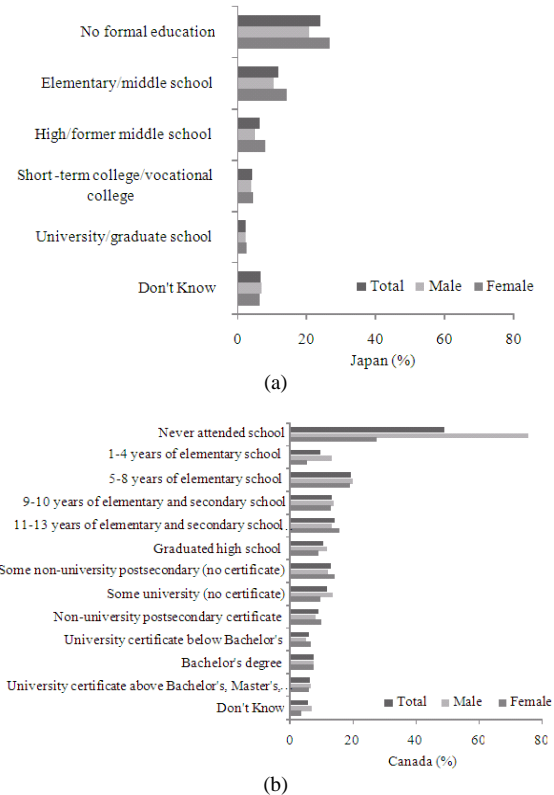 No formal education
Elementary/middle school
High/former middle school
Short-term college/vocational
college
University/graduate school
Don't Know
Total Male Female
0 20 40 60 80
Japan (%)
(a)
Never attended school
1-4 years of elementary school
5-8 years of elementary school
9-10 years of elementary and secondary school
11-13 years of elementary and secondary school..
Graduated high school
Some non-university postsecondary (no certificate)
Some university (no certificate)
Non-university postsecondary certificate
University certificate below Bachelor's
Bachelor's degree
University certificate above Bachelor's, Master's,...
Don't Know
Total Male Female
0 20 40 60 80
Canada (%)
(b)